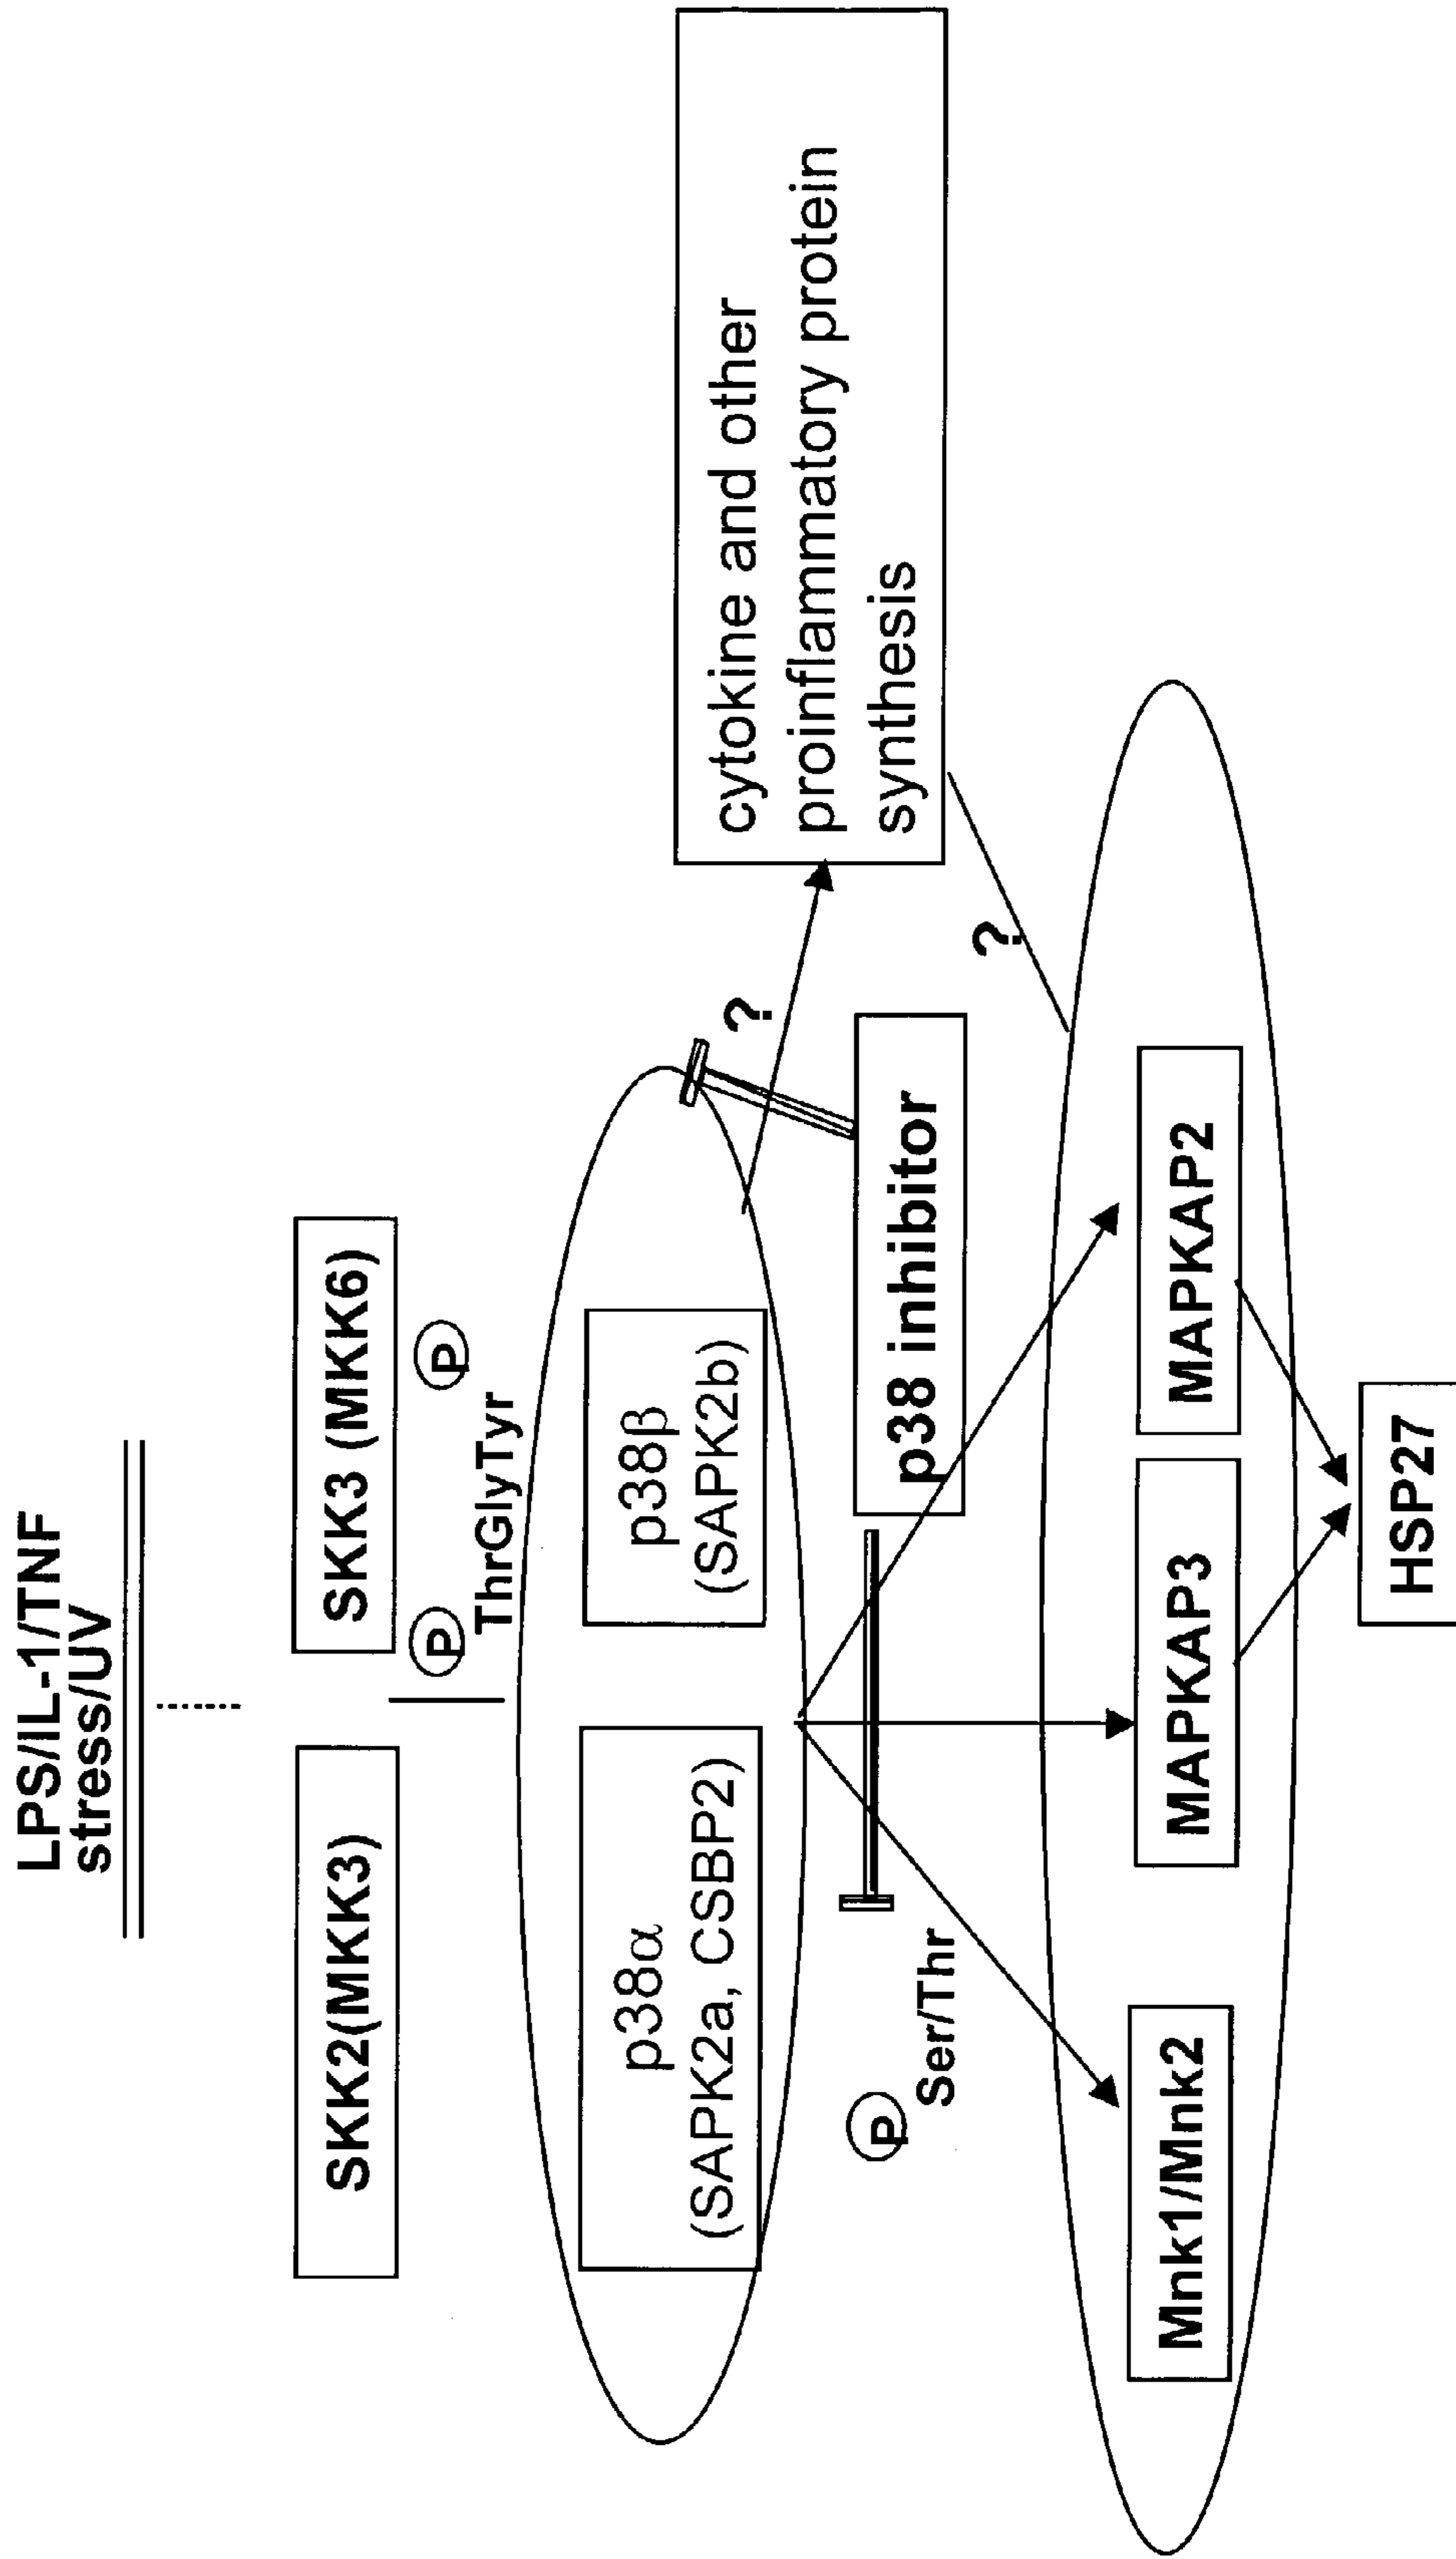 LPS/IL-1/TNF
stress/UV
SKK2(MKK3)
SKK3 (MKK6)
P
P
ThrGlyTyr
p38α
(SAPK2a, CSBP2)
p38β
(SAPK2b)
?
cytokine and other
proinflammatory protein
synthesis
P
Ser/Thr
p38 inhibitor
?
Mnk1/Mnk2
MAPKAP3
MAPKAP2
HSP27